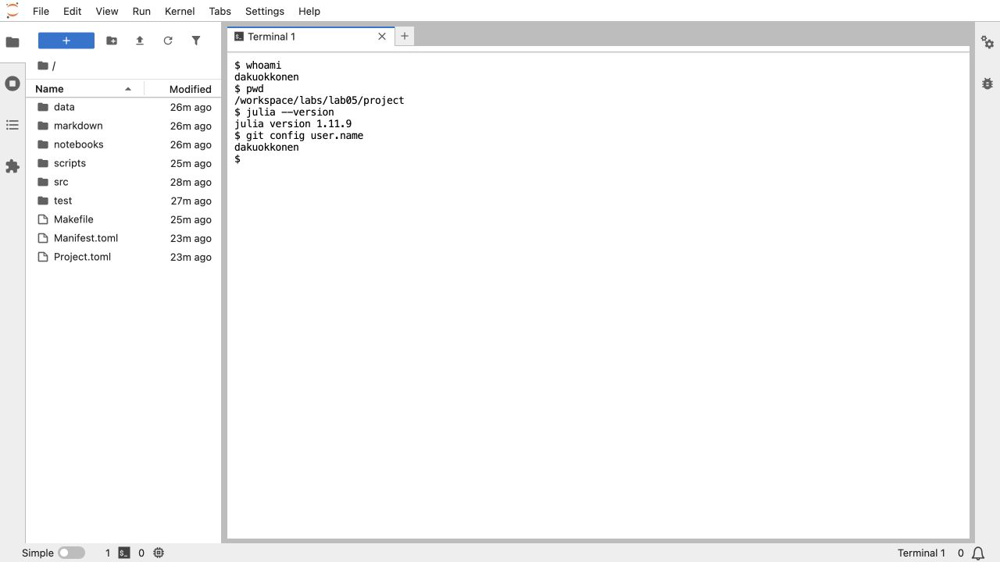 File Edit View Run Kernel Tabs Settings Help
Terminal 1
/
Name Modified
data 26m ago
markdown 26m ago
notebooks 26m ago
scripts 25m ago
src 28m ago
test 27m ago
Makefile 25m ago
Manifest.toml 23m ago
Project.toml 23m ago
$ whoami
dakuokkonen
$ pwd
/workspace/labs/lab05/project
$ julia --version
julia version 1.11.9
$ git config user.name
dakuokkonen
$
Simple 1 $_ 0 Terminal 1 0